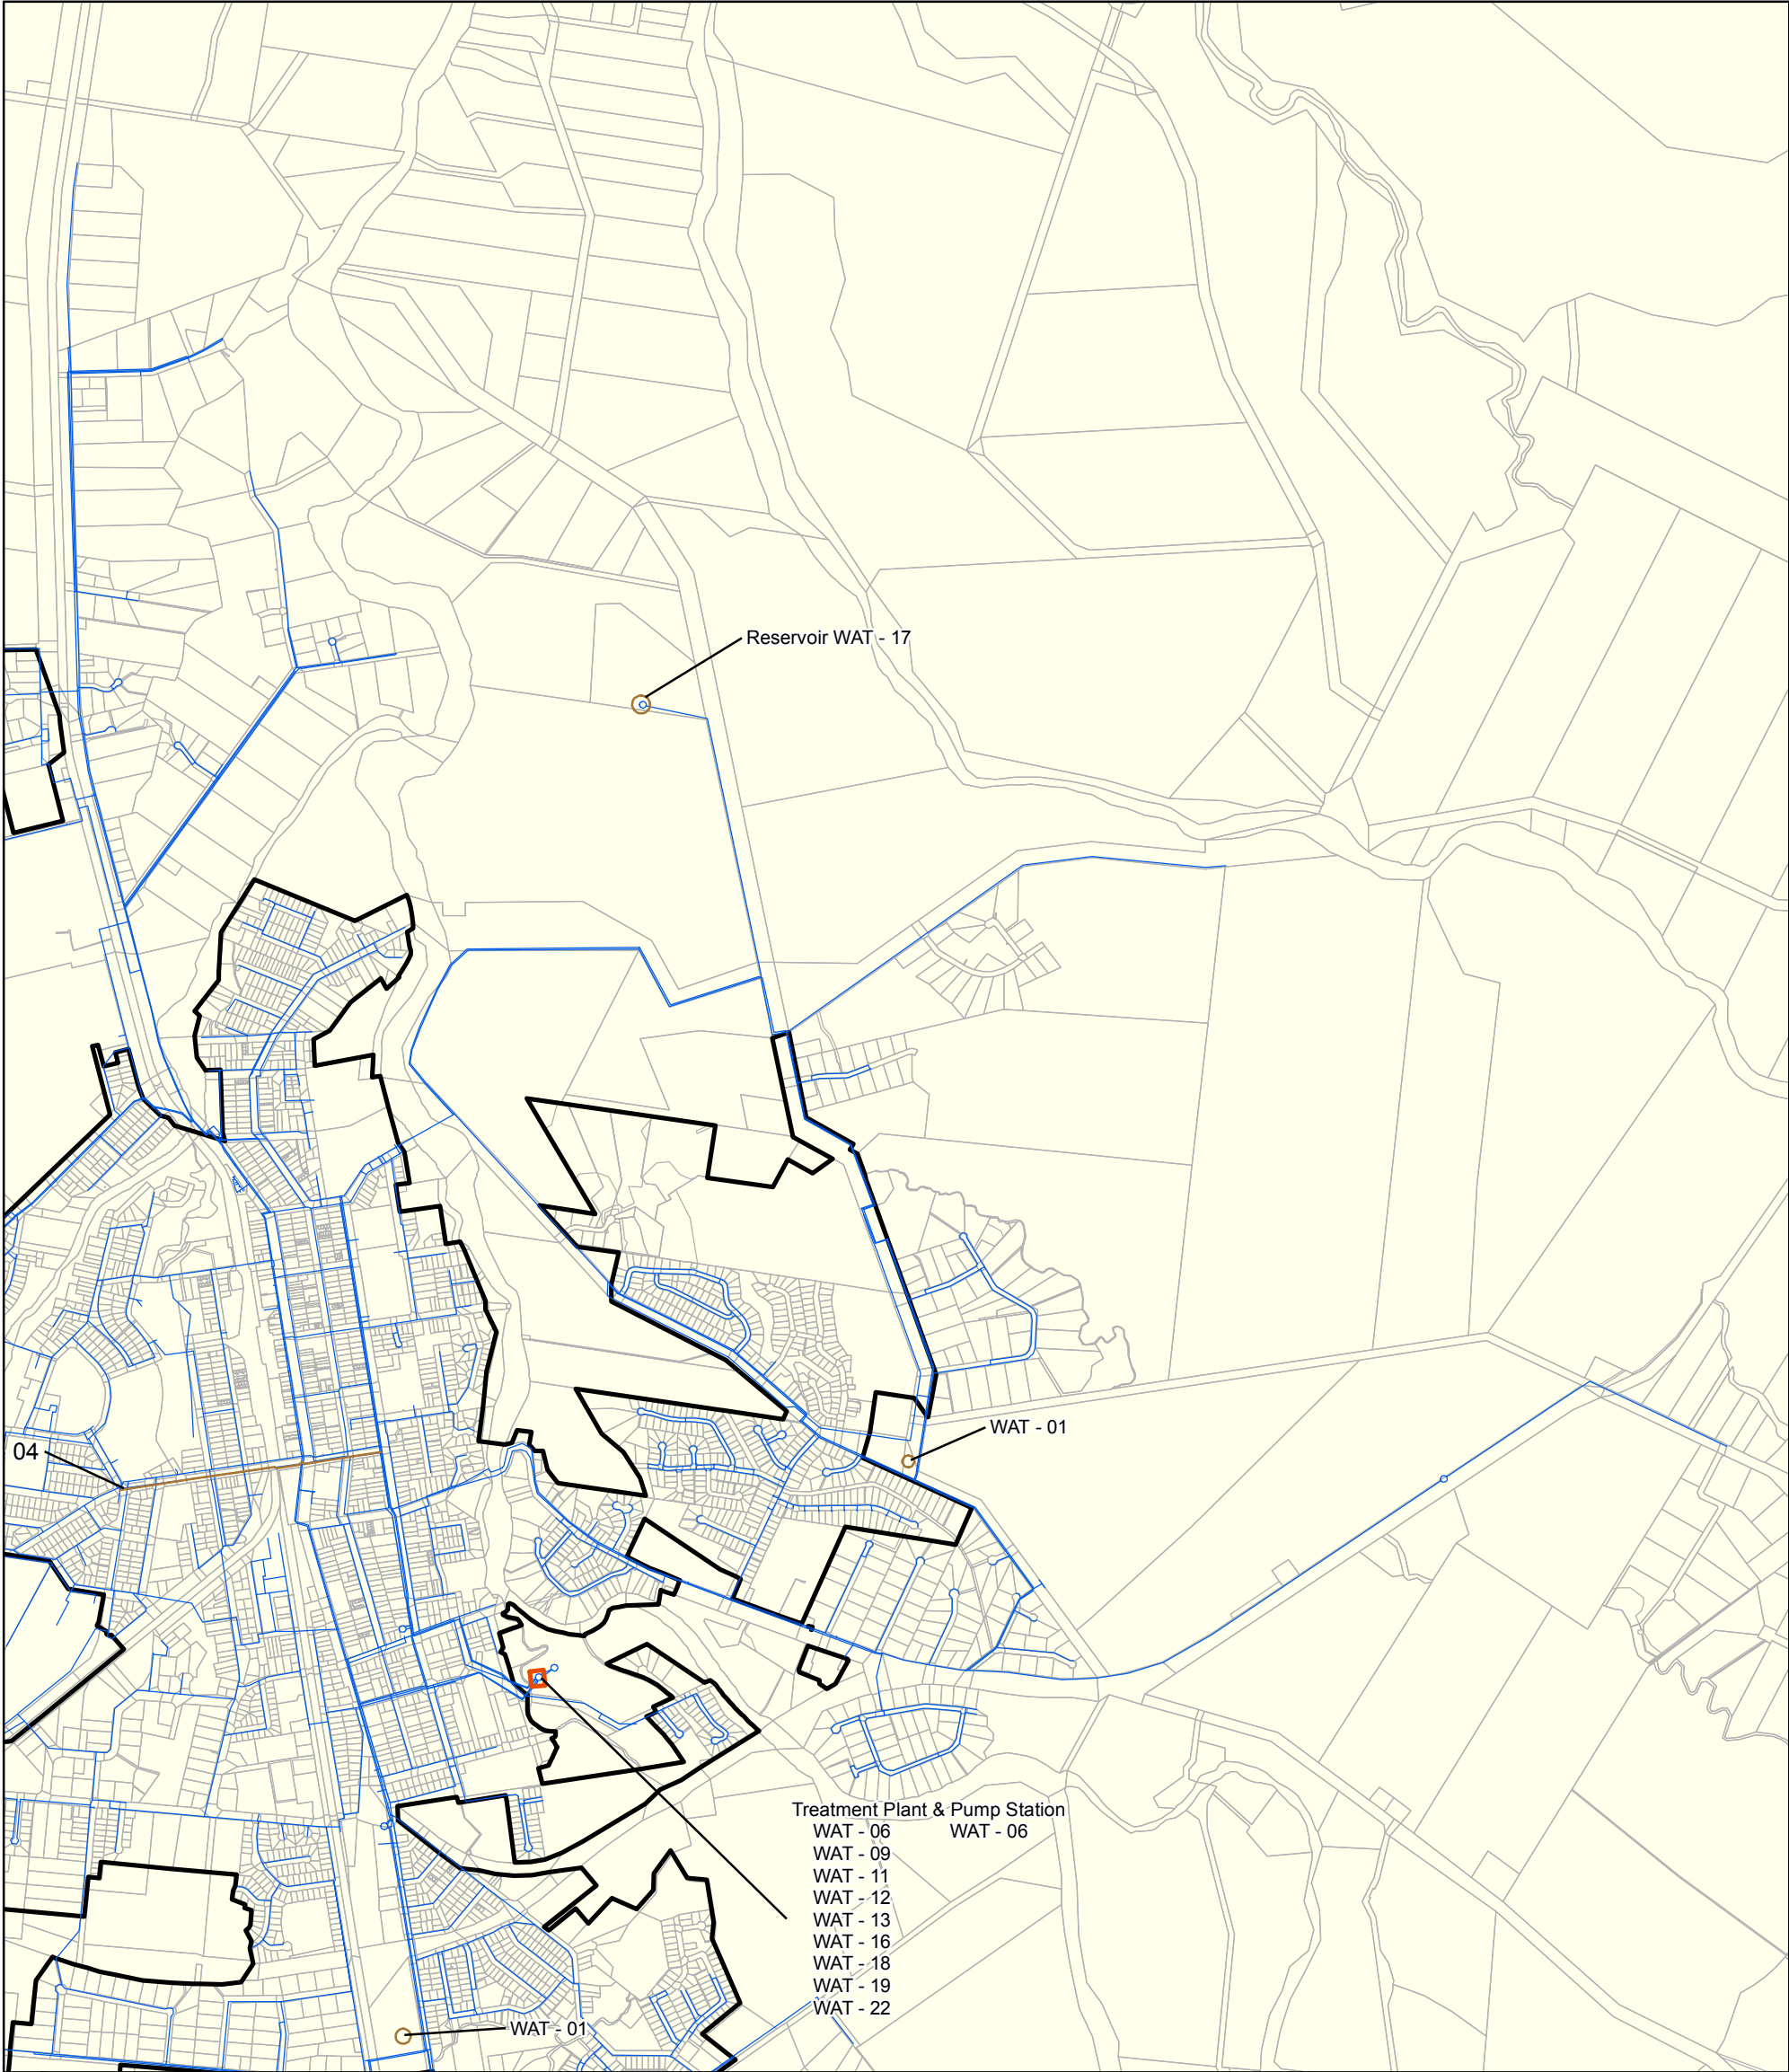 Reservoir WAT - 17
WAT - 01
04
Treatment Plant & Pump Station
WAT - 06 WAT - 06
WAT - 09
WAT - 11
WAT - 12
WAT - 13
WAT - 16
WAT - 18
WAT - 19
WAT - 22
WAT - 01